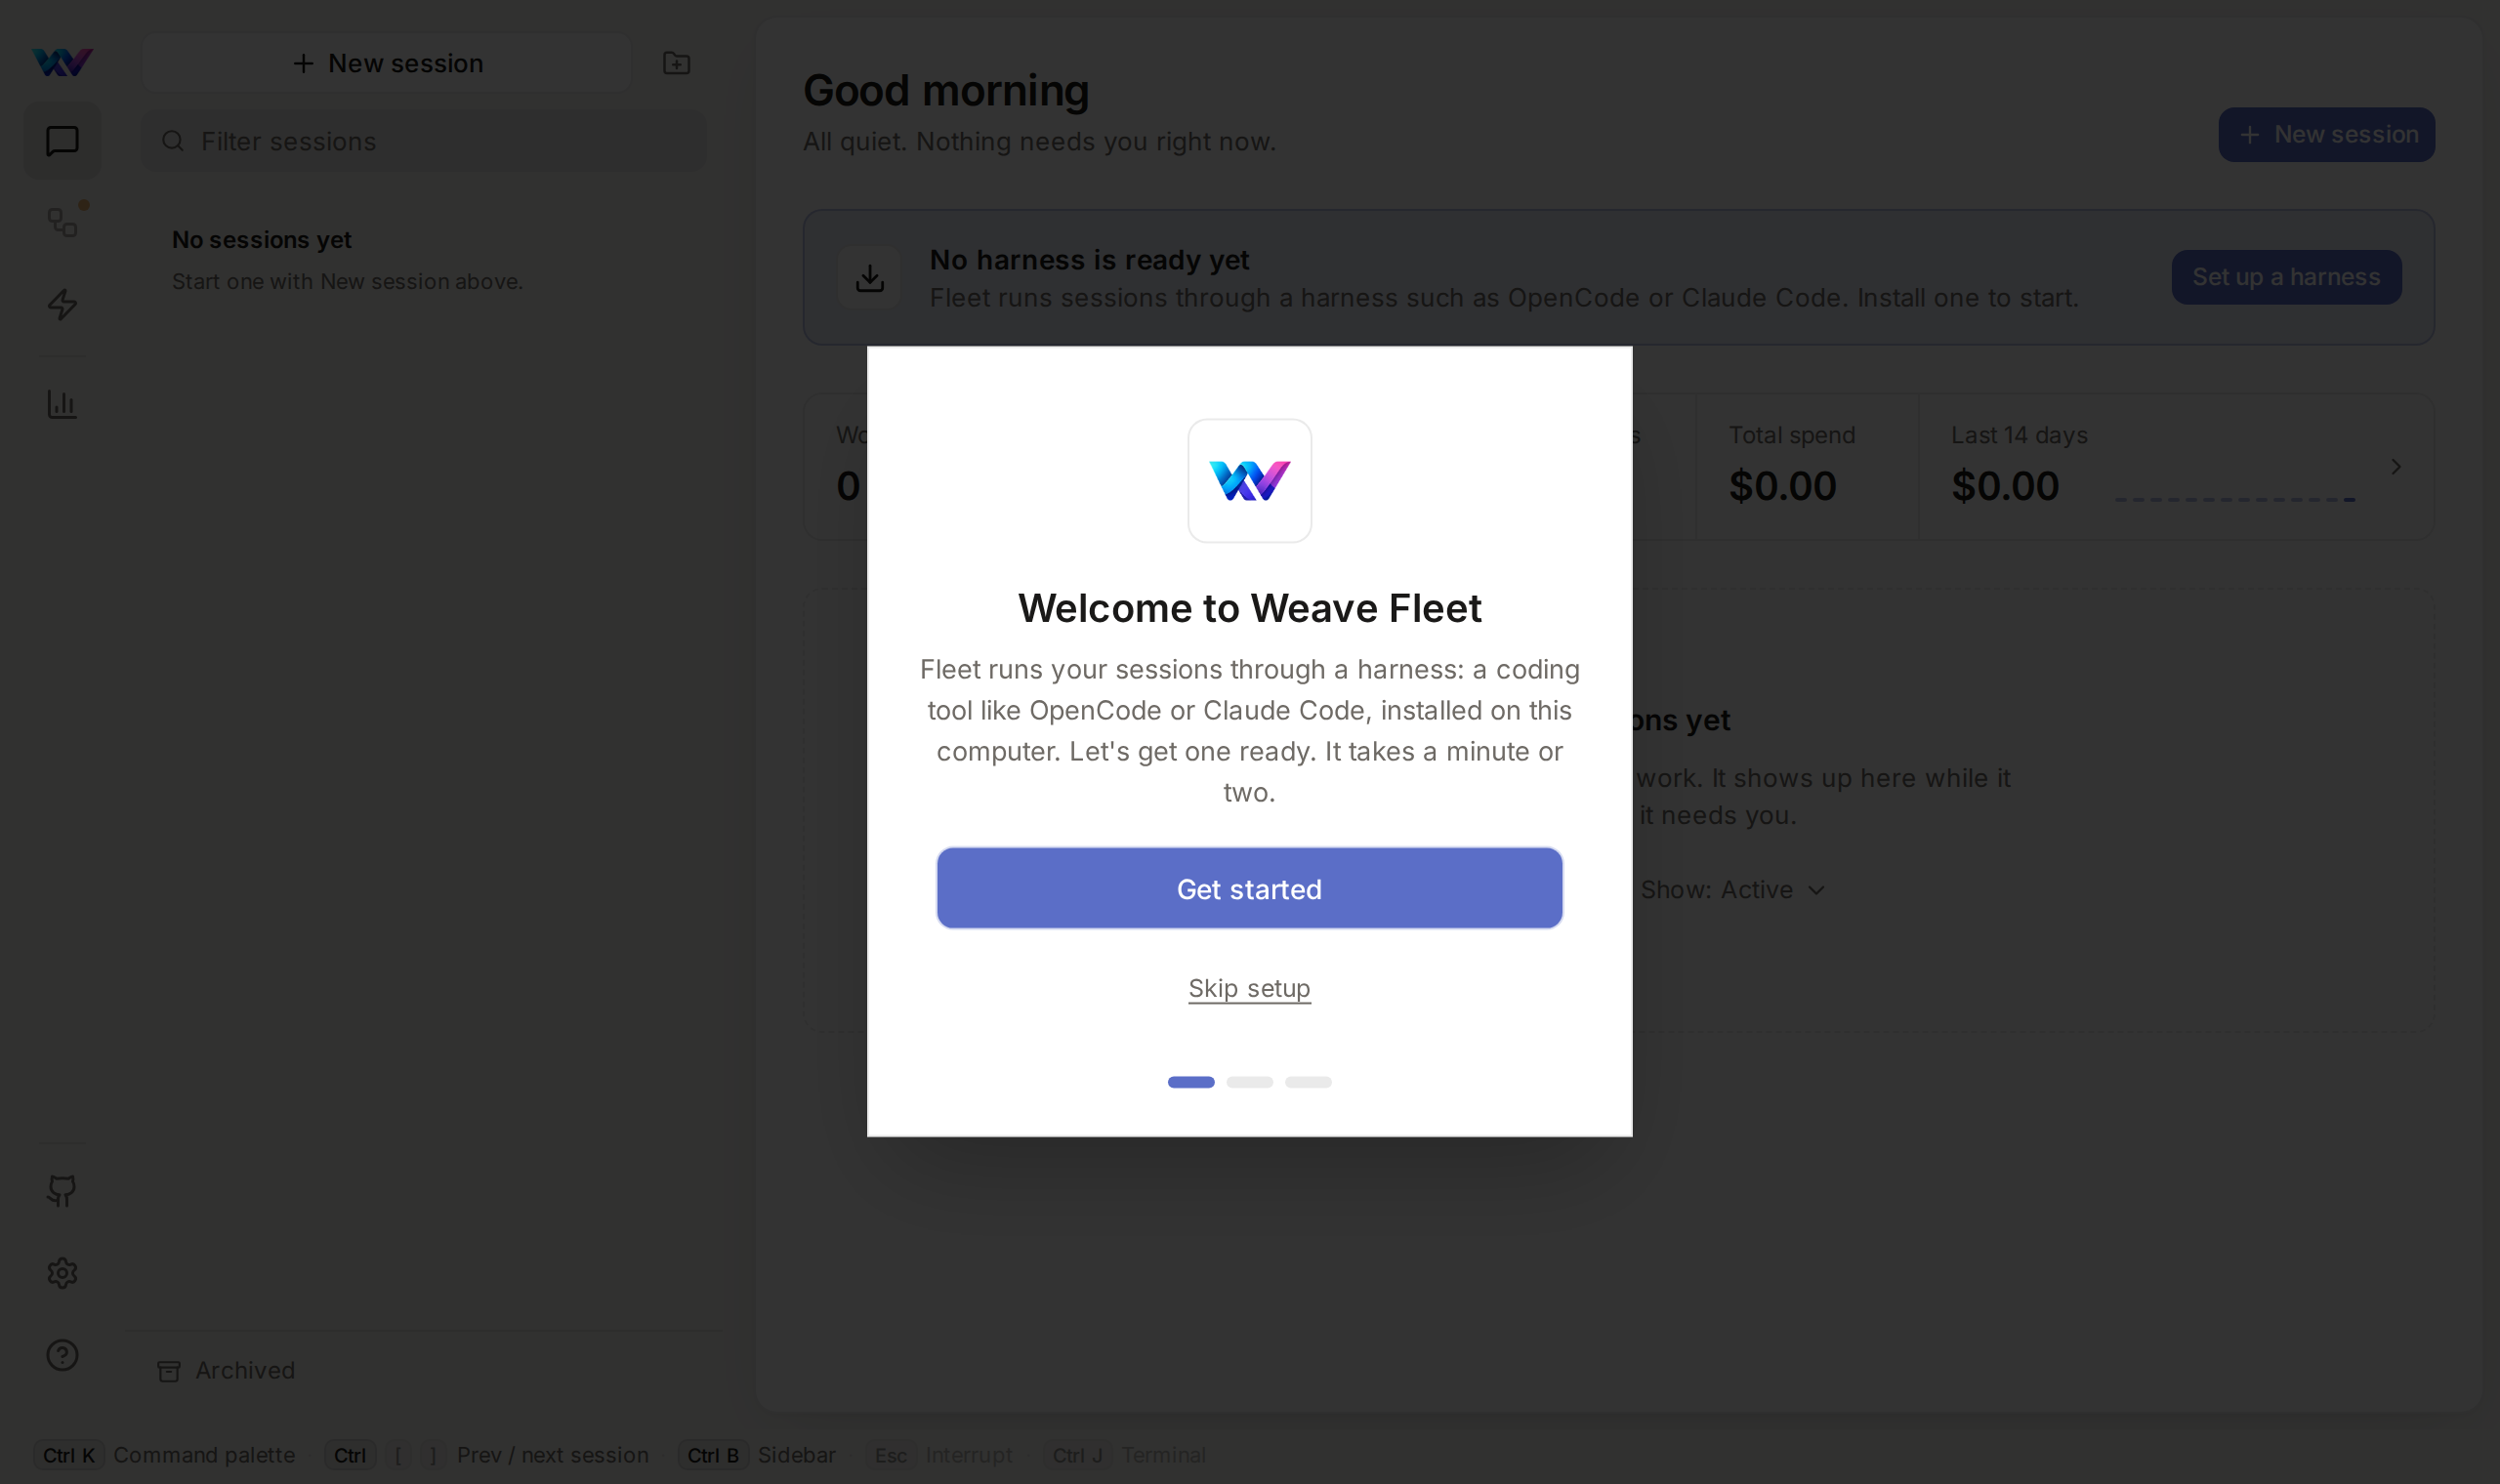 New session
Filter sessions
No sessions yet
Start one with New session above.
Archived
Good morning
All quiet. Nothing needs you right now.
New session
No harness is ready yet
Fleet runs sessions through a harness such as OpenCode or Claude Code. Install one to start.
Set up a harness
0
Total spend
$0.00
Last 14 days
$0.00
yet
work. It shows up here while it
it needs you.
Show: Active
Welcome to Weave Fleet
Fleet runs your sessions through a harness: a coding
tool like OpenCode or Claude Code, installed on this
computer. Let's get one ready. It takes a minute or
two.
Get started
Skip setup
Ctrl K Command palette Ctrl [ ] Prev / next session Ctrl B Sidebar Esc Interrupt Ctrl J Terminal